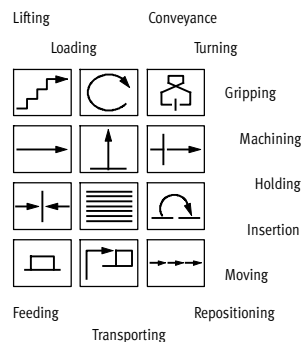 Lifting
Conveyance
Loading
Turning
Gripping
Machining
Holding
Insertion
Moving
Feeding
Repositioning
Transporting